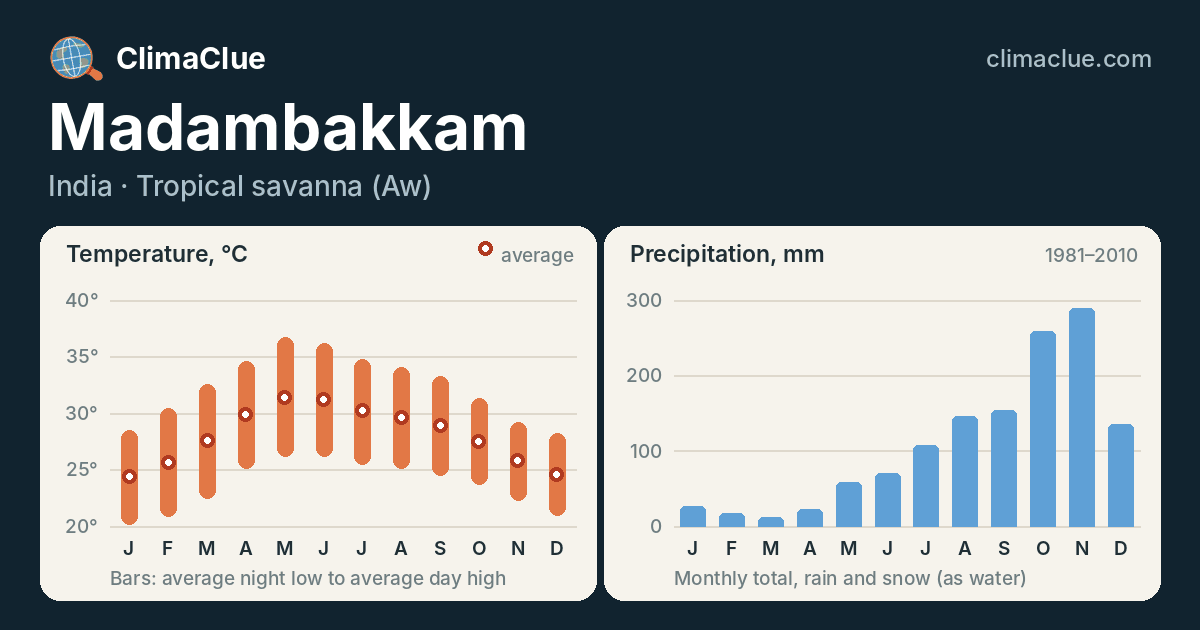 ClimaClue
climaclue.com
Madambakkam
India · Tropical savanna (Aw)
Temperature, °C
average
40°
35°
30°
25°
20°
J F M A M J J A S O N D
Bars: average night low to average day high
Precipitation, mm
1981–2010
300
200
100
0
J F M A M J J A S O N D
Monthly total, rain and snow (as water)